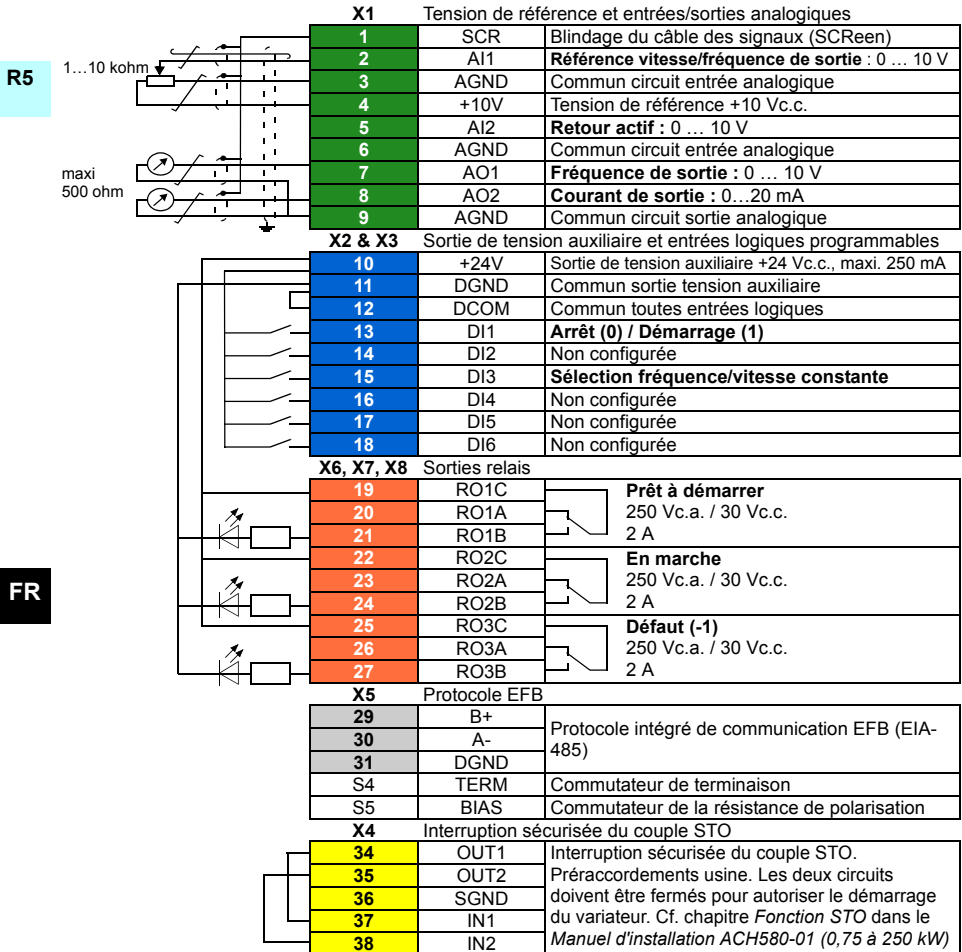 X1 Tension de référence et entrées/sorties analogiques
1 SCR Blindage du câble des signaux (SCReen)
2 AI1 Référence vitesse/fréquence de sortie : 0 … 10 V
3 AGND Commun circuit entrée analogique
4 +10V Tension de référence +10 Vc.c.
5 AI2 Retour actif : 0 … 10 V
6 AGND Commun circuit entrée analogique
7 AO1 Fréquence de sortie : 0 … 10 V
8 AO2 Courant de sortie : 0…20 mA
9 AGND Commun circuit sortie analogique
R5
1…10 kohm
maxi
500 ohm
X2 & X3 Sortie de tension auxiliaire et entrées logiques programmables
10 +24V Sortie de tension auxiliaire +24 Vc.c., maxi. 250 mA
11 DGND Commun sortie tension auxiliaire
12 DCOM Commun toutes entrées logiques
13 DI1 Arrêt (0) / Démarrage (1)
14 DI2 Non configurée
15 DI3 Sélection fréquence/vitesse constante
16 DI4 Non configurée
17 DI5 Non configurée
18 DI6 Non configurée
X6, X7, X8 Sorties relais
19 RO1C Prêt à démarrer
20 RO1A 250 Vc.a. / 30 Vc.c.
21 RO1B 2 A
22 RO2C En marche
23 RO2A 250 Vc.a. / 30 Vc.c.
24 RO2B 2 A
25 RO3C Défaut (-1)
26 RO3A 250 Vc.a. / 30 Vc.c.
27 RO3B 2 A
FR
X5 Protocole EFB
29 B+
30 A-
31 DGND
Protocole intégré de communication EFB (EIA-
485)
S4 TERM Commutateur de terminaison
S5 BIAS Commutateur de la résistance de polarisation
X4 Interruption sécurisée du couple STO
34 OUT1 Interruption sécurisée du couple STO.
35 OUT2 Préraccordements usine. Les deux circuits
36 SGND doivent être fermés pour autoriser le démarrage
37 IN1 du variateur. Cf. chapitre Fonction STO dans le
38 IN2 Manuel d'installation ACH580-01 (0,75 à 250 kW)